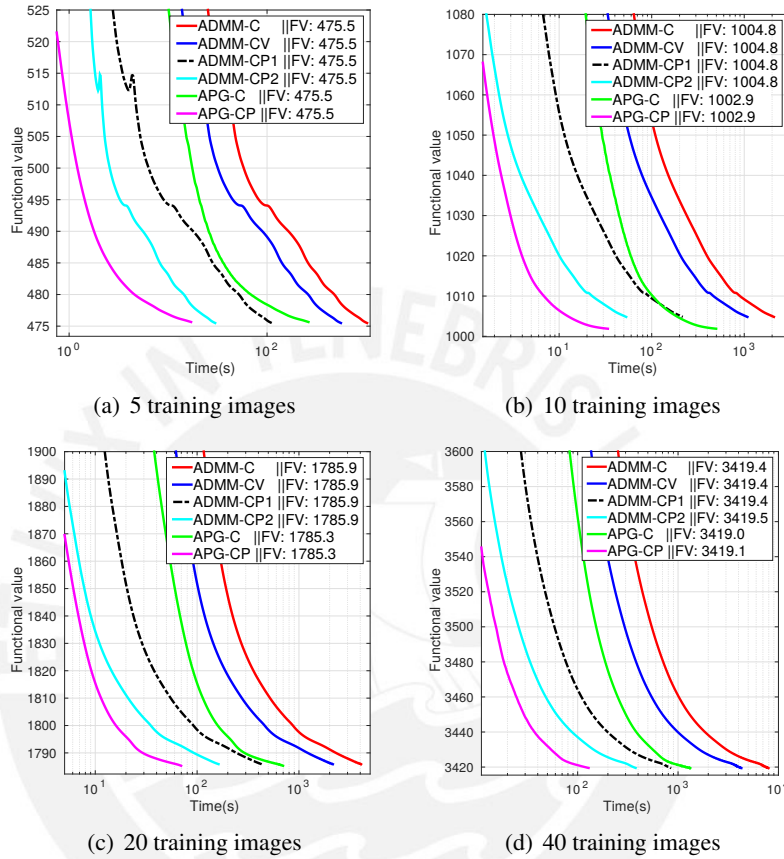 525
520
515
510
505
500
495
490
485
480
475
Functional value
10^0
10^2
Time(s)
ADMM-C ||FV: 475.5
ADMM-CV ||FV: 475.5
ADMM-CP1 ||FV: 475.5
ADMM-CP2 ||FV: 475.5
APG-C ||FV: 475.5
APG-CP ||FV: 475.5
(a) 5 training images
1080
1070
1060
1050
1040
1030
1020
1010
1000
Functional value
10^1
10^2
10^3
Time(s)
ADMM-C ||FV: 1004.8
ADMM-CV ||FV: 1004.8
ADMM-CP1 ||FV: 1004.8
ADMM-CP2 ||FV: 1004.8
APG-C ||FV: 1002.9
APG-CP ||FV: 1002.9
(b) 10 training images
1900
1880
1870
1860
1850
1840
1830
1820
1810
1800
1790
Functional value
10^1
10^2
10^3
Time(s)
ADMM-C ||FV: 1785.9
ADMM-CV ||FV: 1785.9
ADMM-CP1 ||FV: 1785.9
ADMM-CP2 ||FV: 1785.9
APG-C ||FV: 1785.3
APG-CP ||FV: 1785.3
(c) 20 training images
3600
3580
3560
3540
3520
3500
3480
3460
3440
3420
Functional value
10^2
10^3
10
Time(s)
ADMM-C ||FV: 3419.4
ADMM-CV ||FV: 3419.4
ADMM-CP1 ||FV: 3419.4
ADMM-CP2 ||FV: 3419.5
APG-C ||FV: 3419.0
APG-CP ||FV: 3419.1
(d) 40 training images